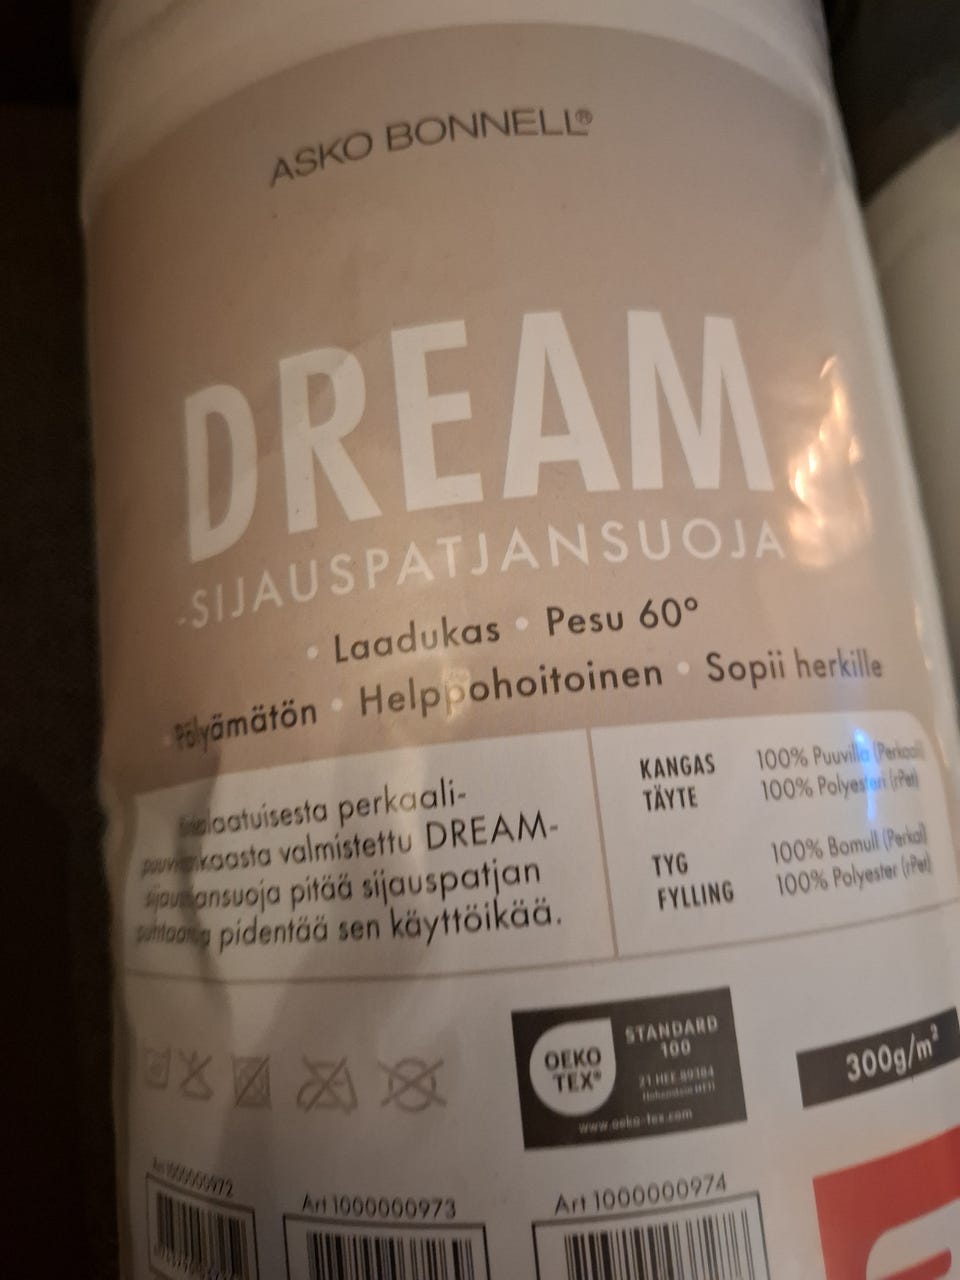 ASKO BONNELL®
DREAM
-SIJAUSPATJANSUOJA
• Laadukas • Pesu 60°
Pölyämätön • Helppohoitoinen • Sopii herkille
perkaali-
valmistettu DREAM-
pitää sijauspatjan
pidentää sen käyttöikää.
KANGAS 100% Puuvilla (Perkaali)
TÄYTE 100% Polyesteri (rPet)
TYG 100% Bomull (Perkal)
FYLLING 100% Polyester (rPet)
OEKO
TEX®
STANDARD
100
www.oeko-tex.com
300g/m²
Art 1000000972
Art 1000000973
Art 1000000974